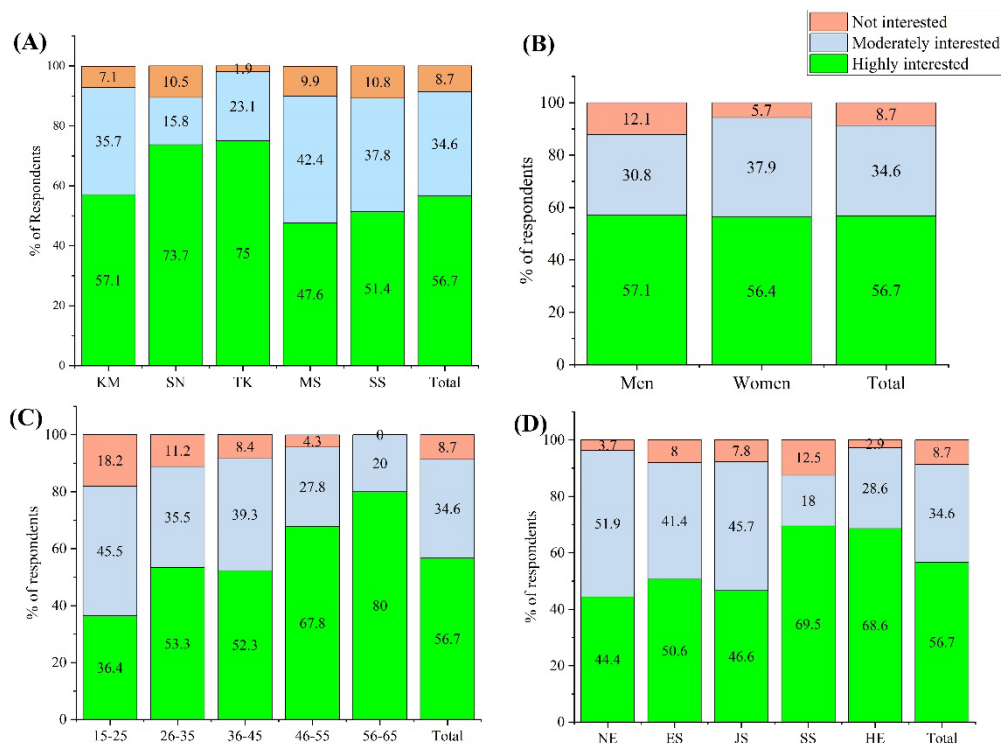 (A)
% of Respondents
100
80
60
40
20
0
7.1 10.5 1.9 9.9 10.8 8.7
35.7 15.8 23.1 42.4 37.8 34.6
57.1 73.7 75 47.6 51.4 56.7
KM SN TK MS SS Total
Not interested
Moderately interested
Highly interested
(B)
% of respondents
100
80
60
40
20
0
12.1 5.7 8.7
30.8 37.9 34.6
57.1 56.4 56.7
Men Women Total
(C)
% of respondents
100
80
60
40
20
0
18.2 11.2 8.4 4.3 0 8.7
45.5 35.5 39.3 27.8 20 34.6
36.4 53.3 52.3 67.8 80 56.7
15-25 26-35 36-45 46-55 56-65 Total
(D)
% of respondents
100
80
60
40
20
0
3.7 8 7.8 12.5 2.9 8.7
51.9 41.4 45.7 18 28.6 34.6
44.4 50.6 46.6 69.5 68.6 56.7
NE ES JS SS HE Total